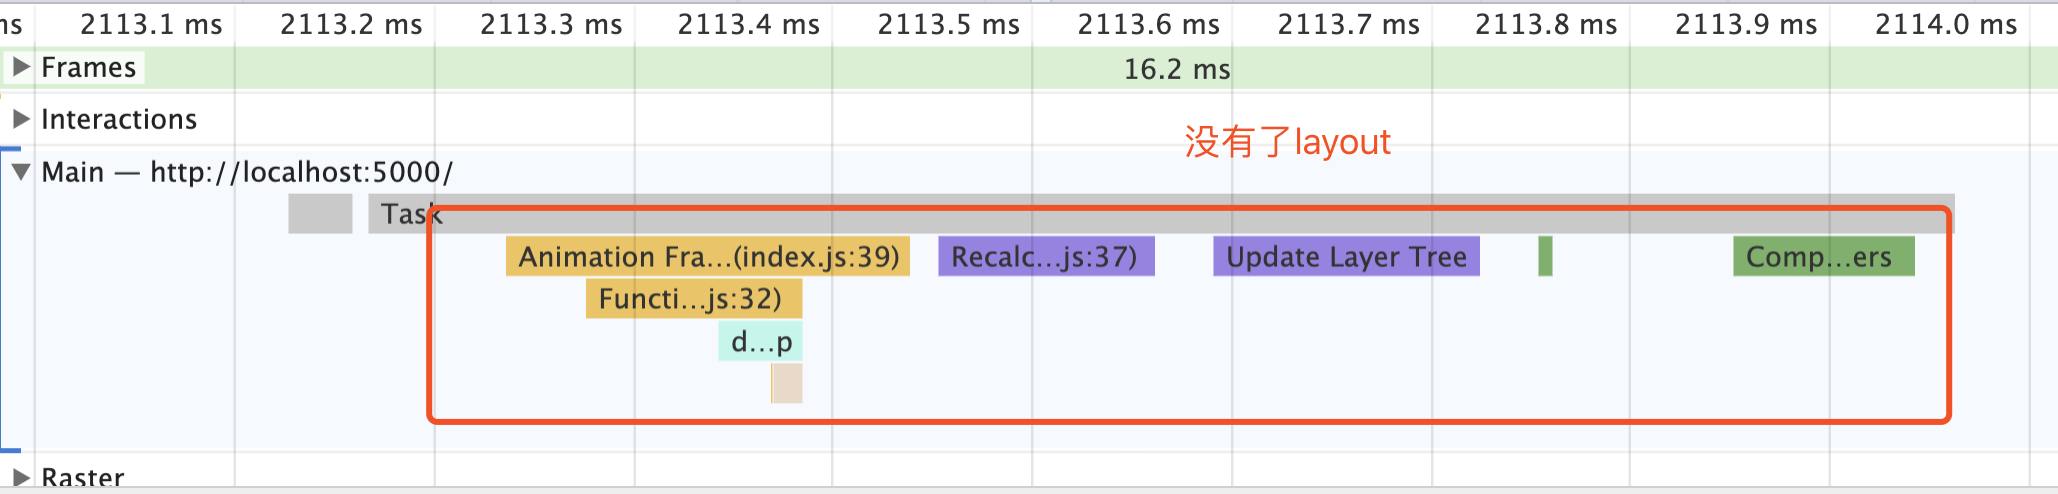 ms 2113.1 ms 2113.2 ms 2113.3 ms 2113.4 ms 2113.5 ms 2113.6 ms 2113.7 ms 2113.8 ms 2113.9 ms 2114.0 ms
Frames 16.2 ms
Interactions
没有了layout
Main — http://localhost:5000/
Task
Animation Fra...(index.js:39) Recalc...js:37) Update Layer Tree Comp...ers
Functi...js:32)
d...p
Raster